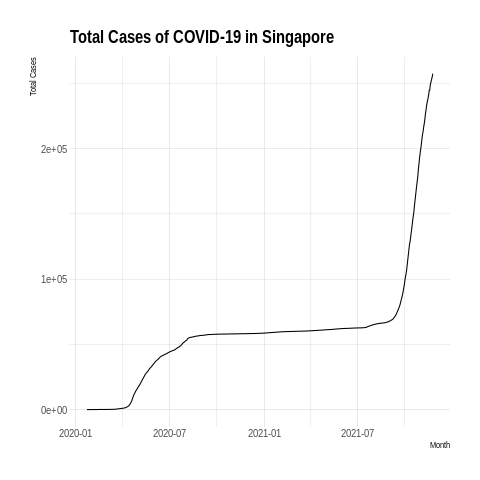 Total Cases of COVID-19 in Singapore
Total Cases
2e+05
1e+05
0e+00
2020-01 2020-07 2021-01 2021-07
Month